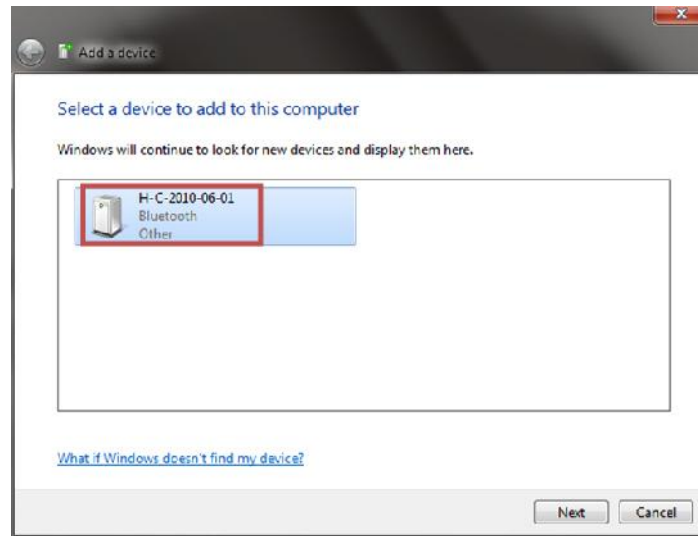 Add a device
Select a device to add to this computer
Windows will continue to look for new devices and display them here.
H-C-2010-06-01
Bluetooth
Other
What if Windows doesn't find my device?
Next Cancel